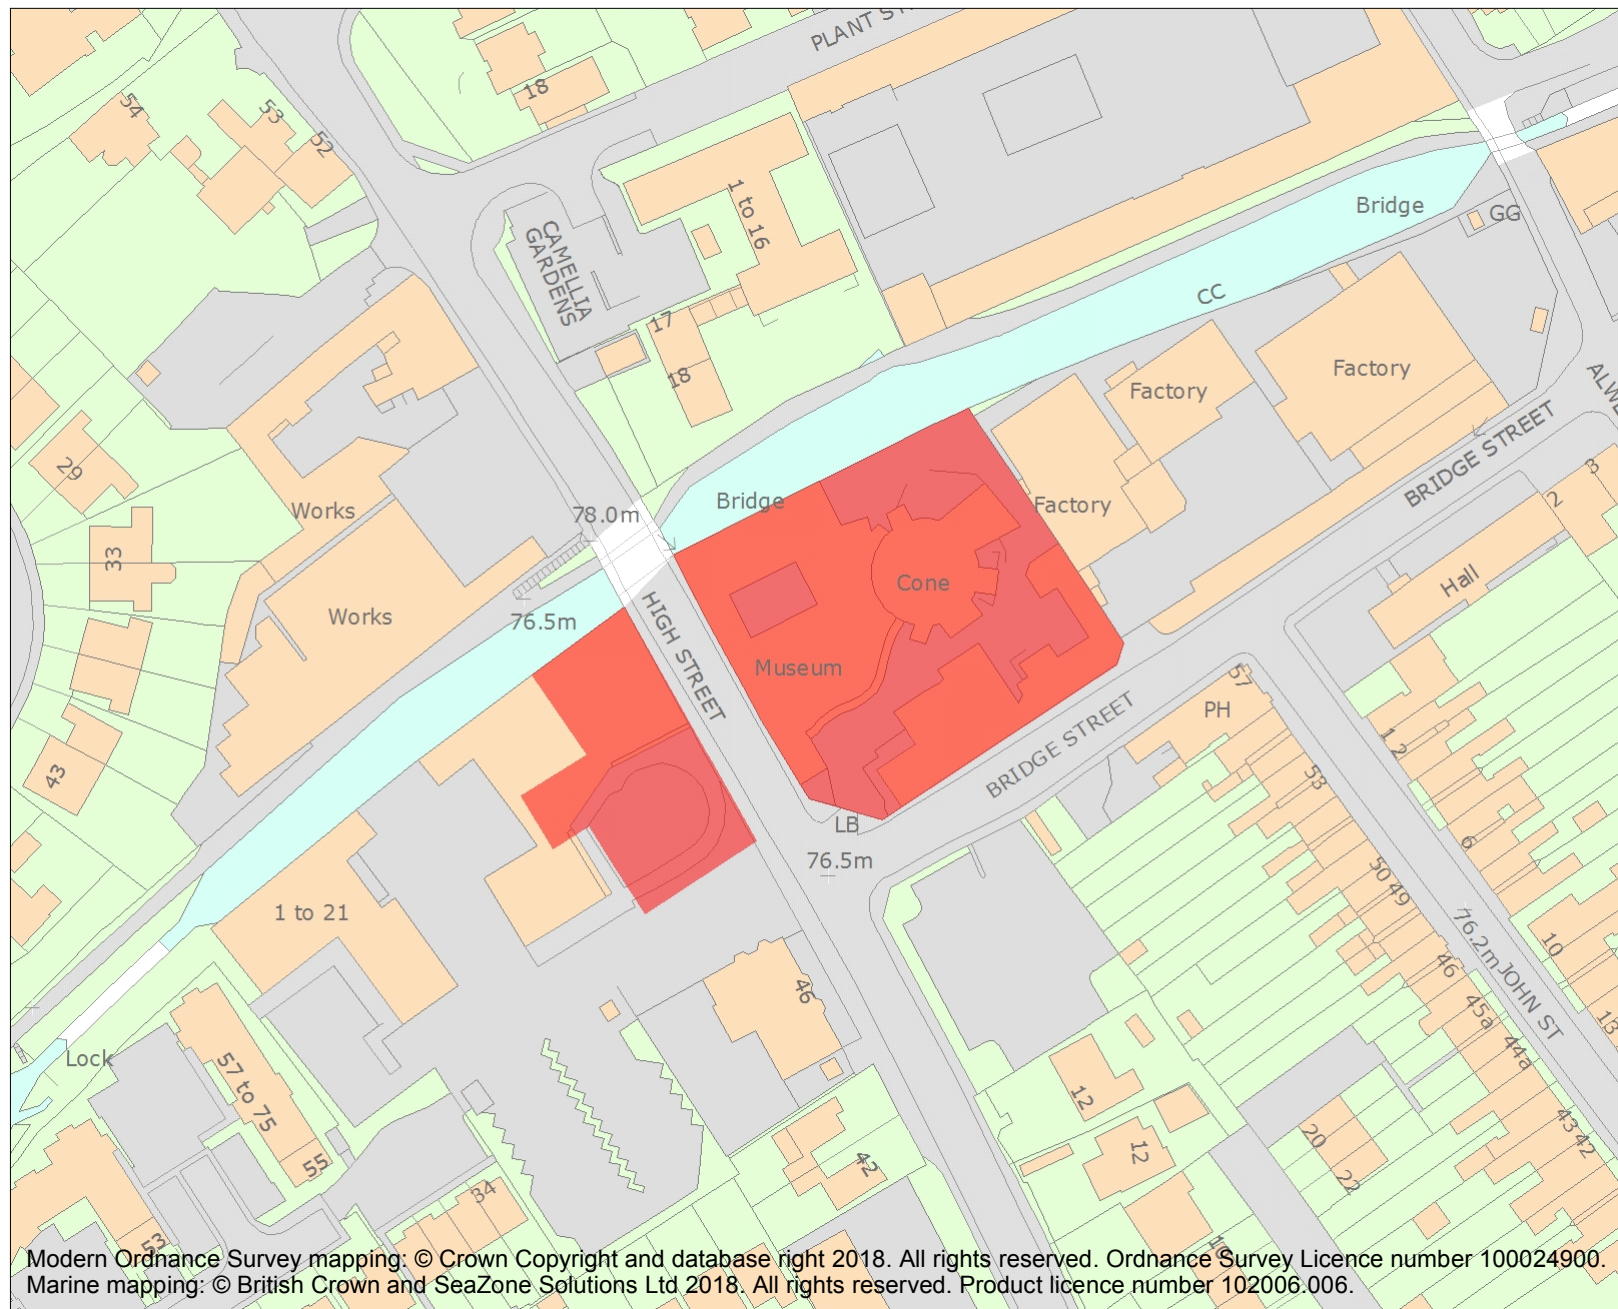 PLANT ST
54
53
52
18
1 to 16
CAMELLIA
GARDENS
17
18
Bridge
GG
CC
Factory
Factory
Factory
BRIDGE STREET
29
Works
78.0m
Bridge
33
Works
76.5m
HIGH STREET
Cone
Museum
Hall
3
2
57
PH
1
2
BRIDGE STREET
43
LB
76.5m
53
6
50
49
1 to 21
46
46
76.2m
JOHN ST
10
45a
44a
13
Lock
57 to 75
55
12
12
20
22
43
42
42
34
53
Modern Ordnance Survey mapping: © Crown Copyright and database right 2018. All rights reserved. Ordnance Survey Licence number 100024900.
Marine mapping: © British Crown and SeaZone Solutions Ltd 2018. All rights reserved. Product licence number 102006.006.